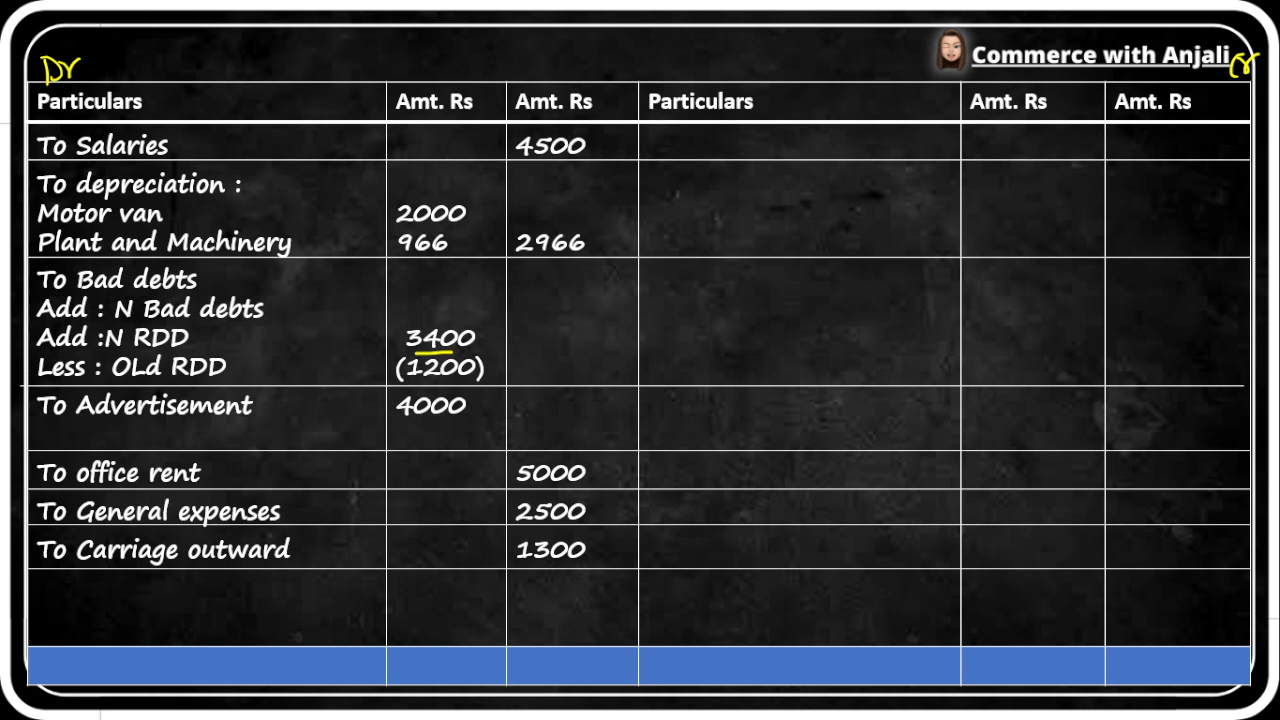 Commerce with Anjali
Dr
Cr
Particulars Amt. Rs Amt. Rs Particulars Amt. Rs Amt. Rs
To Salaries 4500
To depreciation :
Motor van 2000
Plant and Machinery 966 2966
To Bad debts
Add : N Bad debts
Add :N RDD 3400
Less : OLd RDD (1200)
To Advertisement 4000
To office rent 5000
To General expenses 2500
To Carriage outward 1300